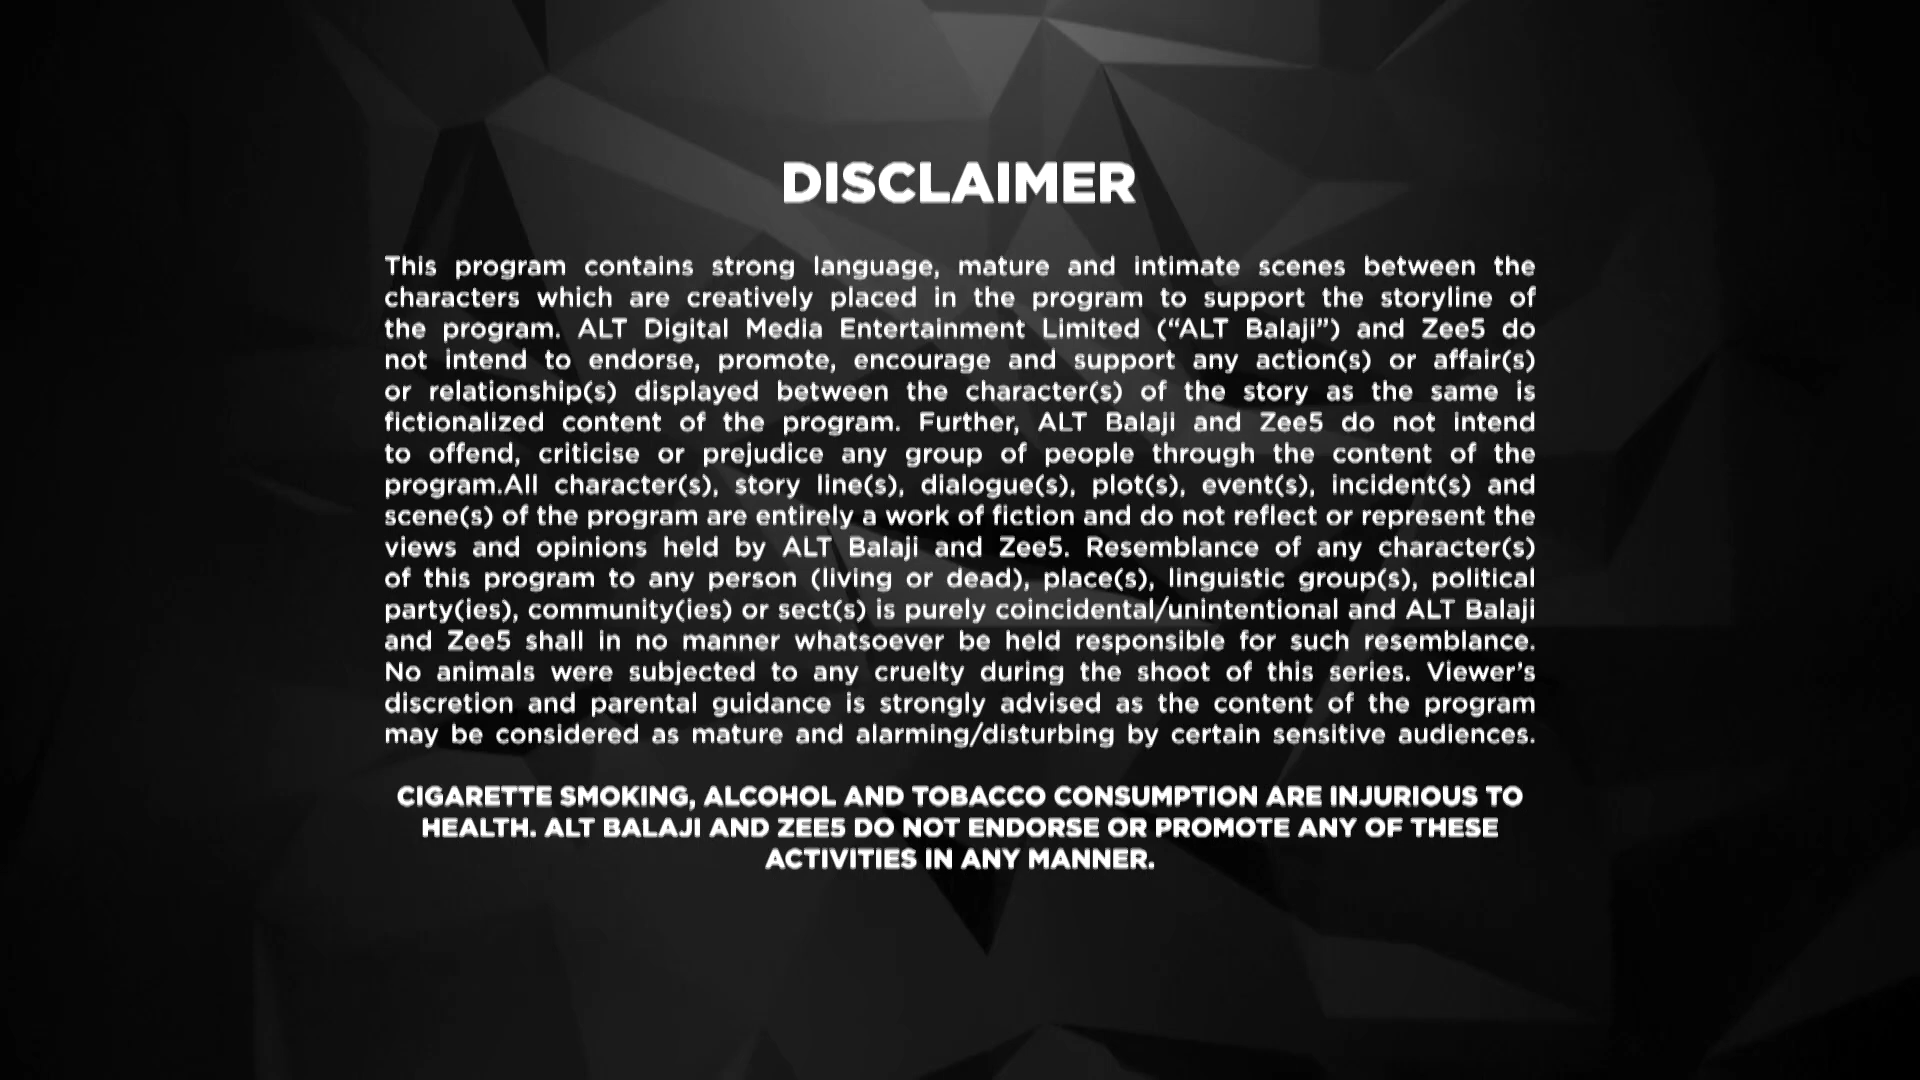 DISCLAIMER
This program contains strong language, mature and intimate scenes between the
characters which are creatively placed in the program to support the storyline of
the program. ALT Digital Media Entertainment Limited (“ALT Balaji”) and Zee5 do
not intend to endorse, promote, encourage and support any action(s) or affair(s)
or relationship(s) displayed between the character(s) of the story as the same is
fictionalized content of the program. Further, ALT Balaji and Zee5 do not intend
to offend, criticise or prejudice any group of people through the content of the
program.All character(s), story line(s), dialogue(s), plot(s), event(s), incident(s) and
scene(s) of the program are entirely a work of fiction and do not reflect or represent the
views and opinions held by ALT Balaji and Zee5. Resemblance of any character(s)
of this program to any person (living or dead), place(s), linguistic group(s), political
party(ies), community(ies) or sect(s) is purely coincidental/unintentional and ALT Balaji
and Zee5 shall in no manner whatsoever be held responsible for such resemblance.
No animals were subjected to any cruelty during the shoot of this series. Viewer’s
discretion and parental guidance is strongly advised as the content of the program
may be considered as mature and alarming/disturbing by certain sensitive audiences.
CIGARETTE SMOKING, ALCOHOL AND TOBACCO CONSUMPTION ARE INJURIOUS TO
HEALTH. ALT BALAJI AND ZEE5 DO NOT ENDORSE OR PROMOTE ANY OF THESE
ACTIVITIES IN ANY MANNER.